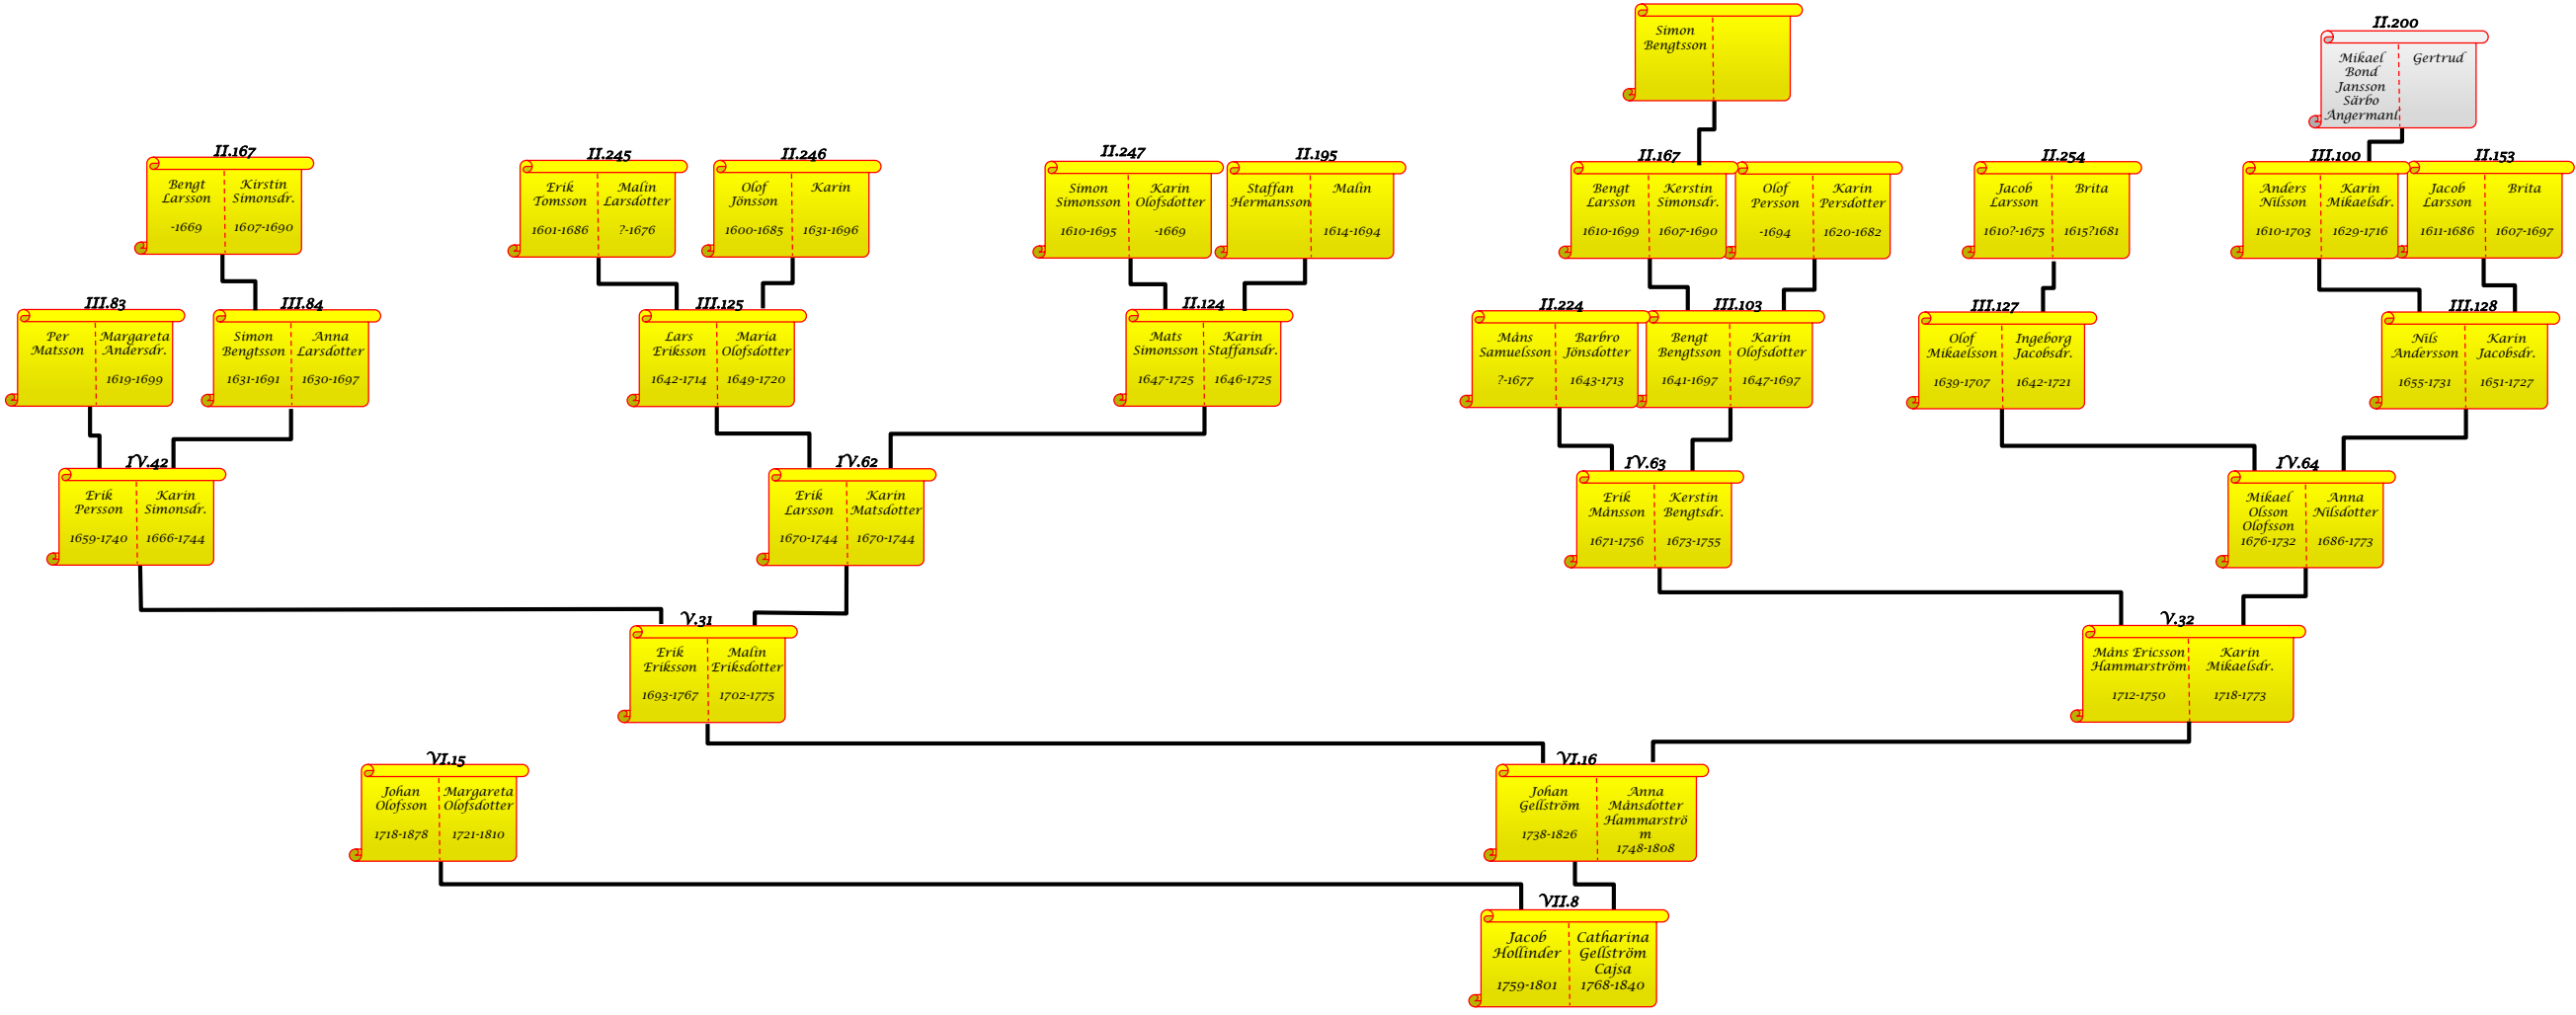 Simon
Bengtsson
II.200
Mikael
Bond
Jansson
Särbo
Ångermanl.
Gertrud
II.167
Bengt
Larsson
-1669
Kirstin
Simonsdr.
1607-1690
II.245
Erik
Tomsson
1601-1686
Malin
Larsdotter
?-1676
II.246
Olof
Jönsson
1600-1685
Karin
1631-1696
II.247
Simon
Simonsson
1610-1695
Karin
Olofsdotter
-1669
II.195
Staffan
Hermansson
Malin
1614-1694
II.167
Bengt
Larsson
1610-1699
Kerstin
Simonsdr.
1607-1690
Olof
Persson
-1694
Karin
Persdotter
1620-1682
II.254
Jacob
Larsson
1610?-1675
Brita
1615?1681
III.100
Anders
Nilsson
1610-1703
Karin
Mikaelsdr.
1629-1716
II.153
Jacob
Larsson
1611-1686
Brita
1607-1697
III.83
Per
Matsson
Margareta
Andersdr.
1619-1699
III.84
Simon
Bengtsson
1631-1691
Anna
Larsdotter
1630-1697
III.125
Lars
Eriksson
1642-1714
Maria
Olofsdotter
1649-1720
II.124
Mats
Simonsson
1647-1725
Karin
Staffansdr.
1646-1725
II.224
Måns
Samuelsson
?-1677
Barbro
Jönsdotter
1643-1713
III.103
Bengt
Bengtsson
1641-1697
Karin
Olofsdotter
1647-1697
III.127
Olof
Mikaelsson
1639-1707
Ingeborg
Jacobsdr.
1642-1721
III.128
Nils
Andersson
1655-1731
Karin
Jacobsdr.
1651-1727
IV.42
Erik
Persson
1659-1740
Karin
Simonsdr.
1666-1744
IV.62
Erik
Larsson
1670-1744
Karin
Matsdotter
1670-1744
IV.63
Erik
Månsson
1671-1756
Kerstin
Bengtsdr.
1673-1755
IV.64
Mikael
Olsson
Olofsson
1676-1732
Anna
Nilsdotter
1686-1773
V.31
Erik
Eriksson
1693-1767
Malin
Eriksdotter
1702-1775
V.32
Måns Ericsson
Hammarström
1712-1750
Karin
Mikaelsdr.
1718-1773
VI.15
Johan
Olofsson
1718-1878
Margareta
Olofsdotter
1721-1810
VI.16
Johan
Gellström
1738-1826
Anna
Månsdotter
Hammarströ
m
1748-1808
VII.8
Jacob
Hollinder
1759-1801
Catharina
Gellström
Cajsa
1768-1840